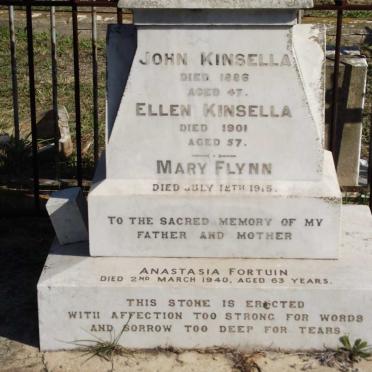 JOHN KINSELLA
DIED 1886
AGED 47.
ELLEN KINSELLA
DIED 1901
AGED 57.
MARY FLYNN
DIED JULY 12TH 1915.
TO THE SACRED MEMORY OF MY
FATHER AND MOTHER
ANASTASIA FORTUIN
DIED 2ND MARCH 1940, AGED 63 YEARS.
THIS STONE IS ERECTED
WITH AFFECTION TOO STRONG FOR WORDS
AND SORROW TOO DEEP FOR TEARS.